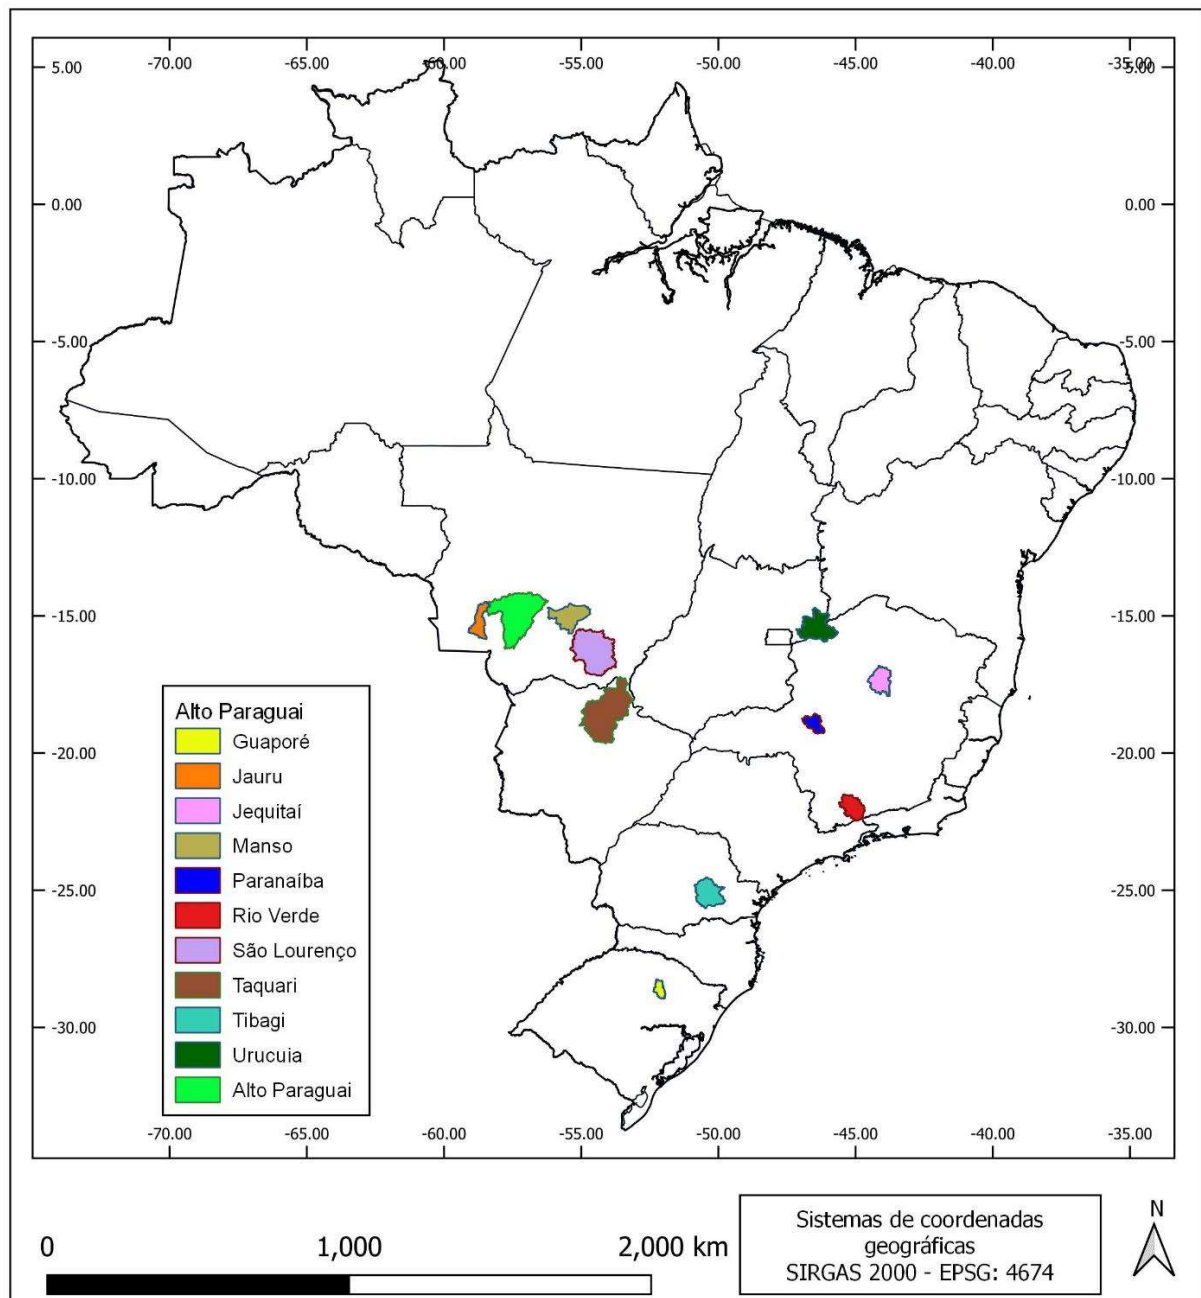 -70.00 -65.00 -60.00 -55.00 -50.00 -45.00 -40.00 -35.00
5.00 5.00
0.00 0.00
-5.00 -5.00
-10.00 -10.00
-15.00 -15.00
-20.00 -20.00
-25.00 -25.00
-30.00 -30.00
Alto Paraguai
Guaporé
Jauru
Jequitaí
Manso
Paranaíba
Rio Verde
São Lourenço
Taquari
Tibagi
Urucuia
Alto Paraguai
-70.00 -65.00 -60.00 -55.00 -50.00 -45.00 -40.00 -35.00
0 1,000 2,000 km
Sistemas de coordenadas
geográficas
SIRGAS 2000 - EPSG: 4674
N